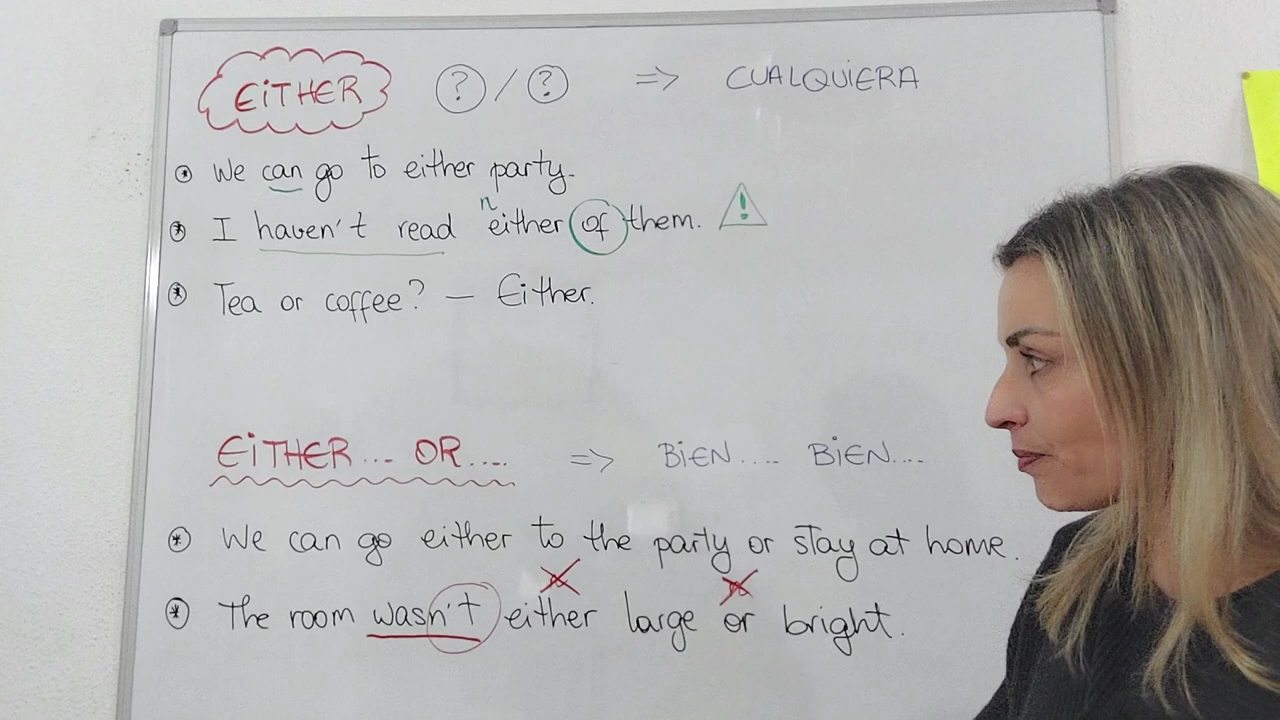 EiTHER ? / ? => CUALQUiERA
We can go to either party.
I haven't read neither of them. !
Tea or coffee? — Either.
EiTHER... OR.... => BiEN.... BiEN....
We can go either to the party or stay at home.
The room wasn't either large or bright.